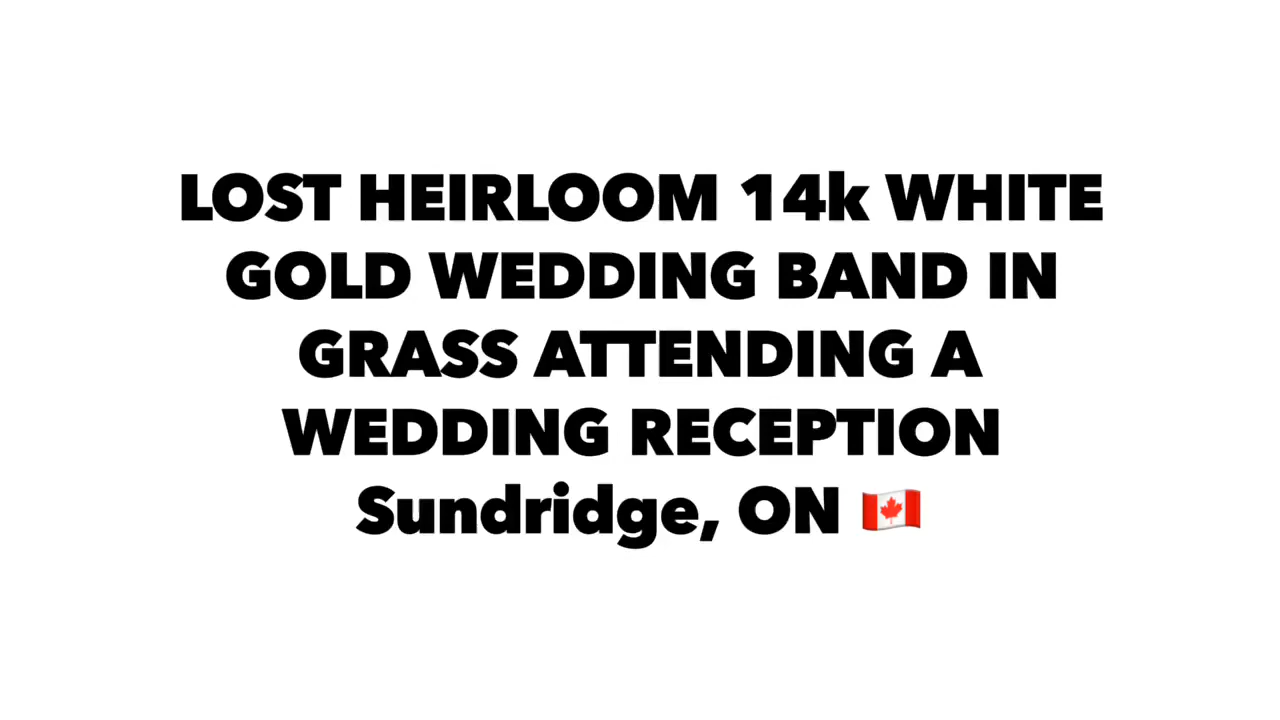 LOST HEIRLOOM 14k WHITE
GOLD WEDDING BAND IN
GRASS ATTENDING A
WEDDING RECEPTION
Sundridge, ON 🇨🇦